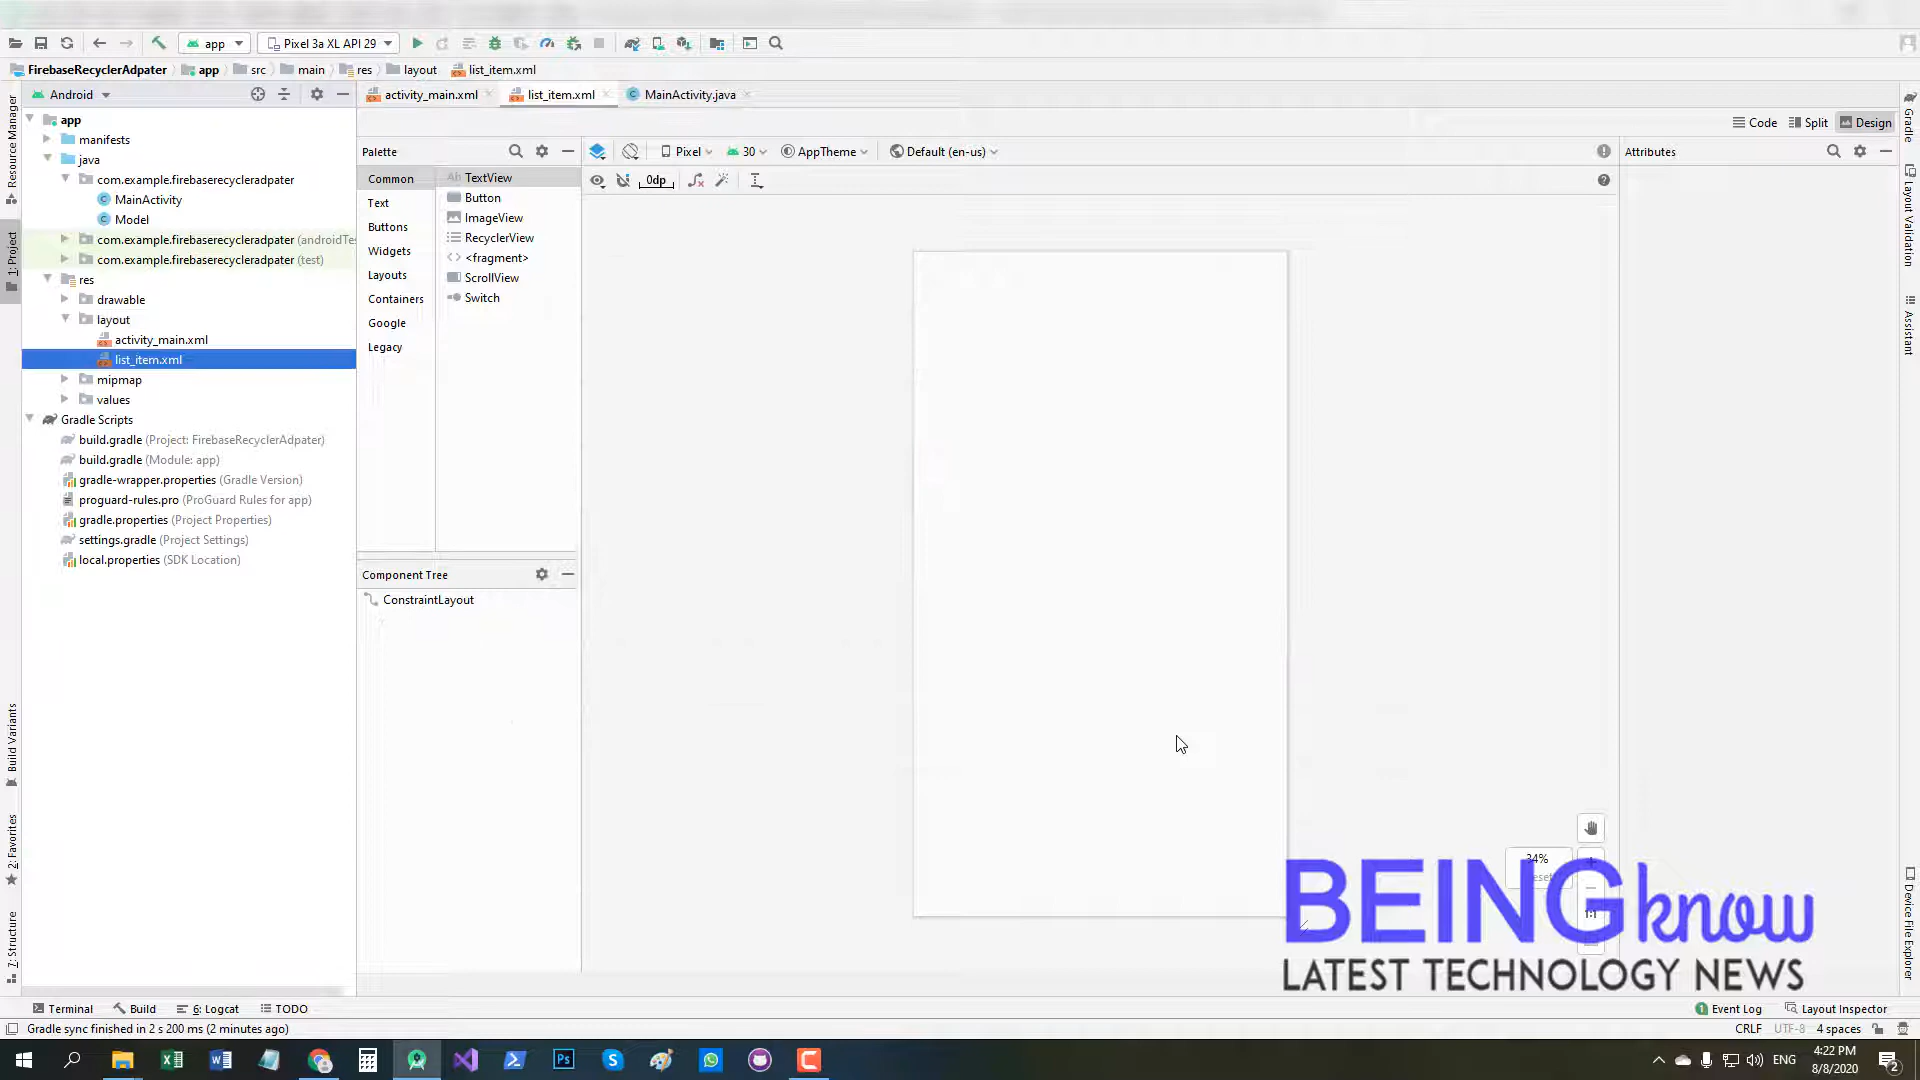 app
Pixel 3a XL API 29
FirebaseRecyclerAdpater
app
src
main
res
layout
list_item.xml
Android
activity_main.xml
list_item.xml
MainActivity.java
Code
Split
Design
Resource Manager
1: Project
Build Variants
2: Favorites
7: Structure
app
manifests
java
com.example.firebaserecycleradpater
MainActivity
Model
com.example.firebaserecycleradpater (androidTes
com.example.firebaserecycleradpater (test)
res
drawable
layout
activity_main.xml
list_item.xml
mipmap
values
Gradle Scripts
build.gradle (Project: FirebaseRecyclerAdpater)
build.gradle (Module: app)
gradle-wrapper.properties (Gradle Version)
proguard-rules.pro (ProGuard Rules for app)
gradle.properties (Project Properties)
settings.gradle (Project Settings)
local.properties (SDK Location)
Palette
Common
Text
Buttons
Widgets
Layouts
Containers
Google
Legacy
Ab TextView
Button
ImageView
RecyclerView
<fragment>
ScrollView
Switch
Component Tree
ConstraintLayout
Pixel
30
AppTheme
Default (en-us)
0dp
Attributes
Gradle
Layout Validation
Assistant
Device File Explorer
34%
1:1
BEING know
LATEST TECHNOLOGY NEWS
Terminal
Build
6: Logcat
TODO
1 Event Log
Layout Inspector
Gradle sync finished in 2 s 200 ms (2 minutes ago)
CRLF
UTF-8
4 spaces
ENG
4:22 PM
8/8/2020
2